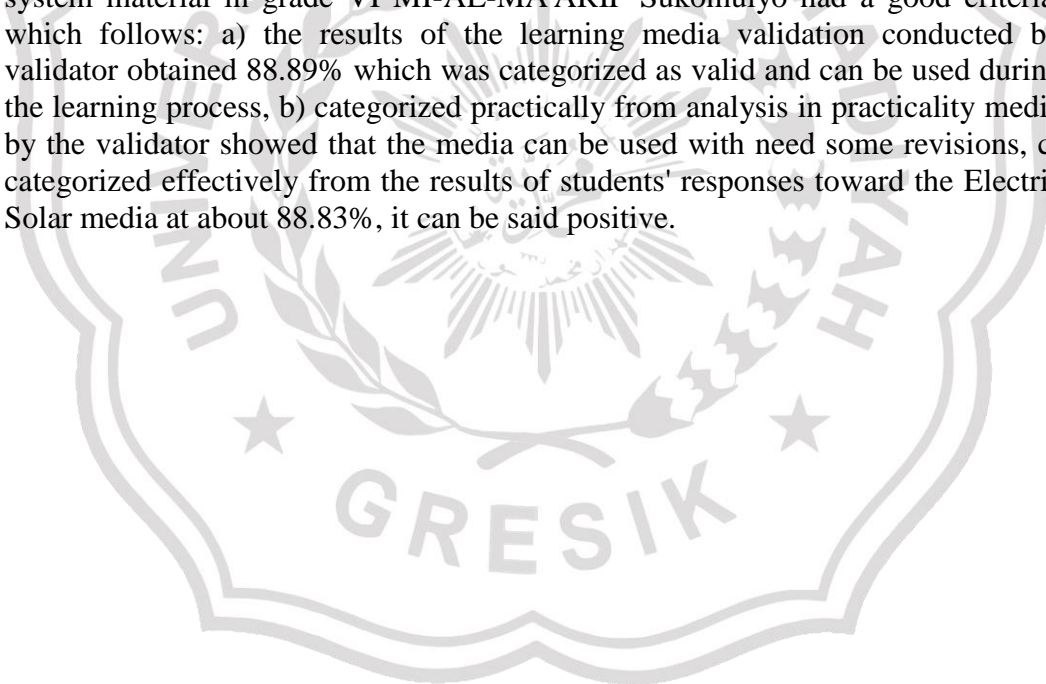 system material in grade VI MI-AL-MA'ARIF Sukomulyo had a good criteria
which follows: a) the results of the learning media validation conducted b
validator obtained 88.89% which was categorized as valid and can be used durin
the learning process, b) categorized practically from analysis in practicality medi
by the validator showed that the media can be used with need some revisions, c
categorized effectively from the results of students' responses toward the Electri
Solar media at about 88.83%, it can be said positive.
UNIVER
ADIYAH
GRESIK